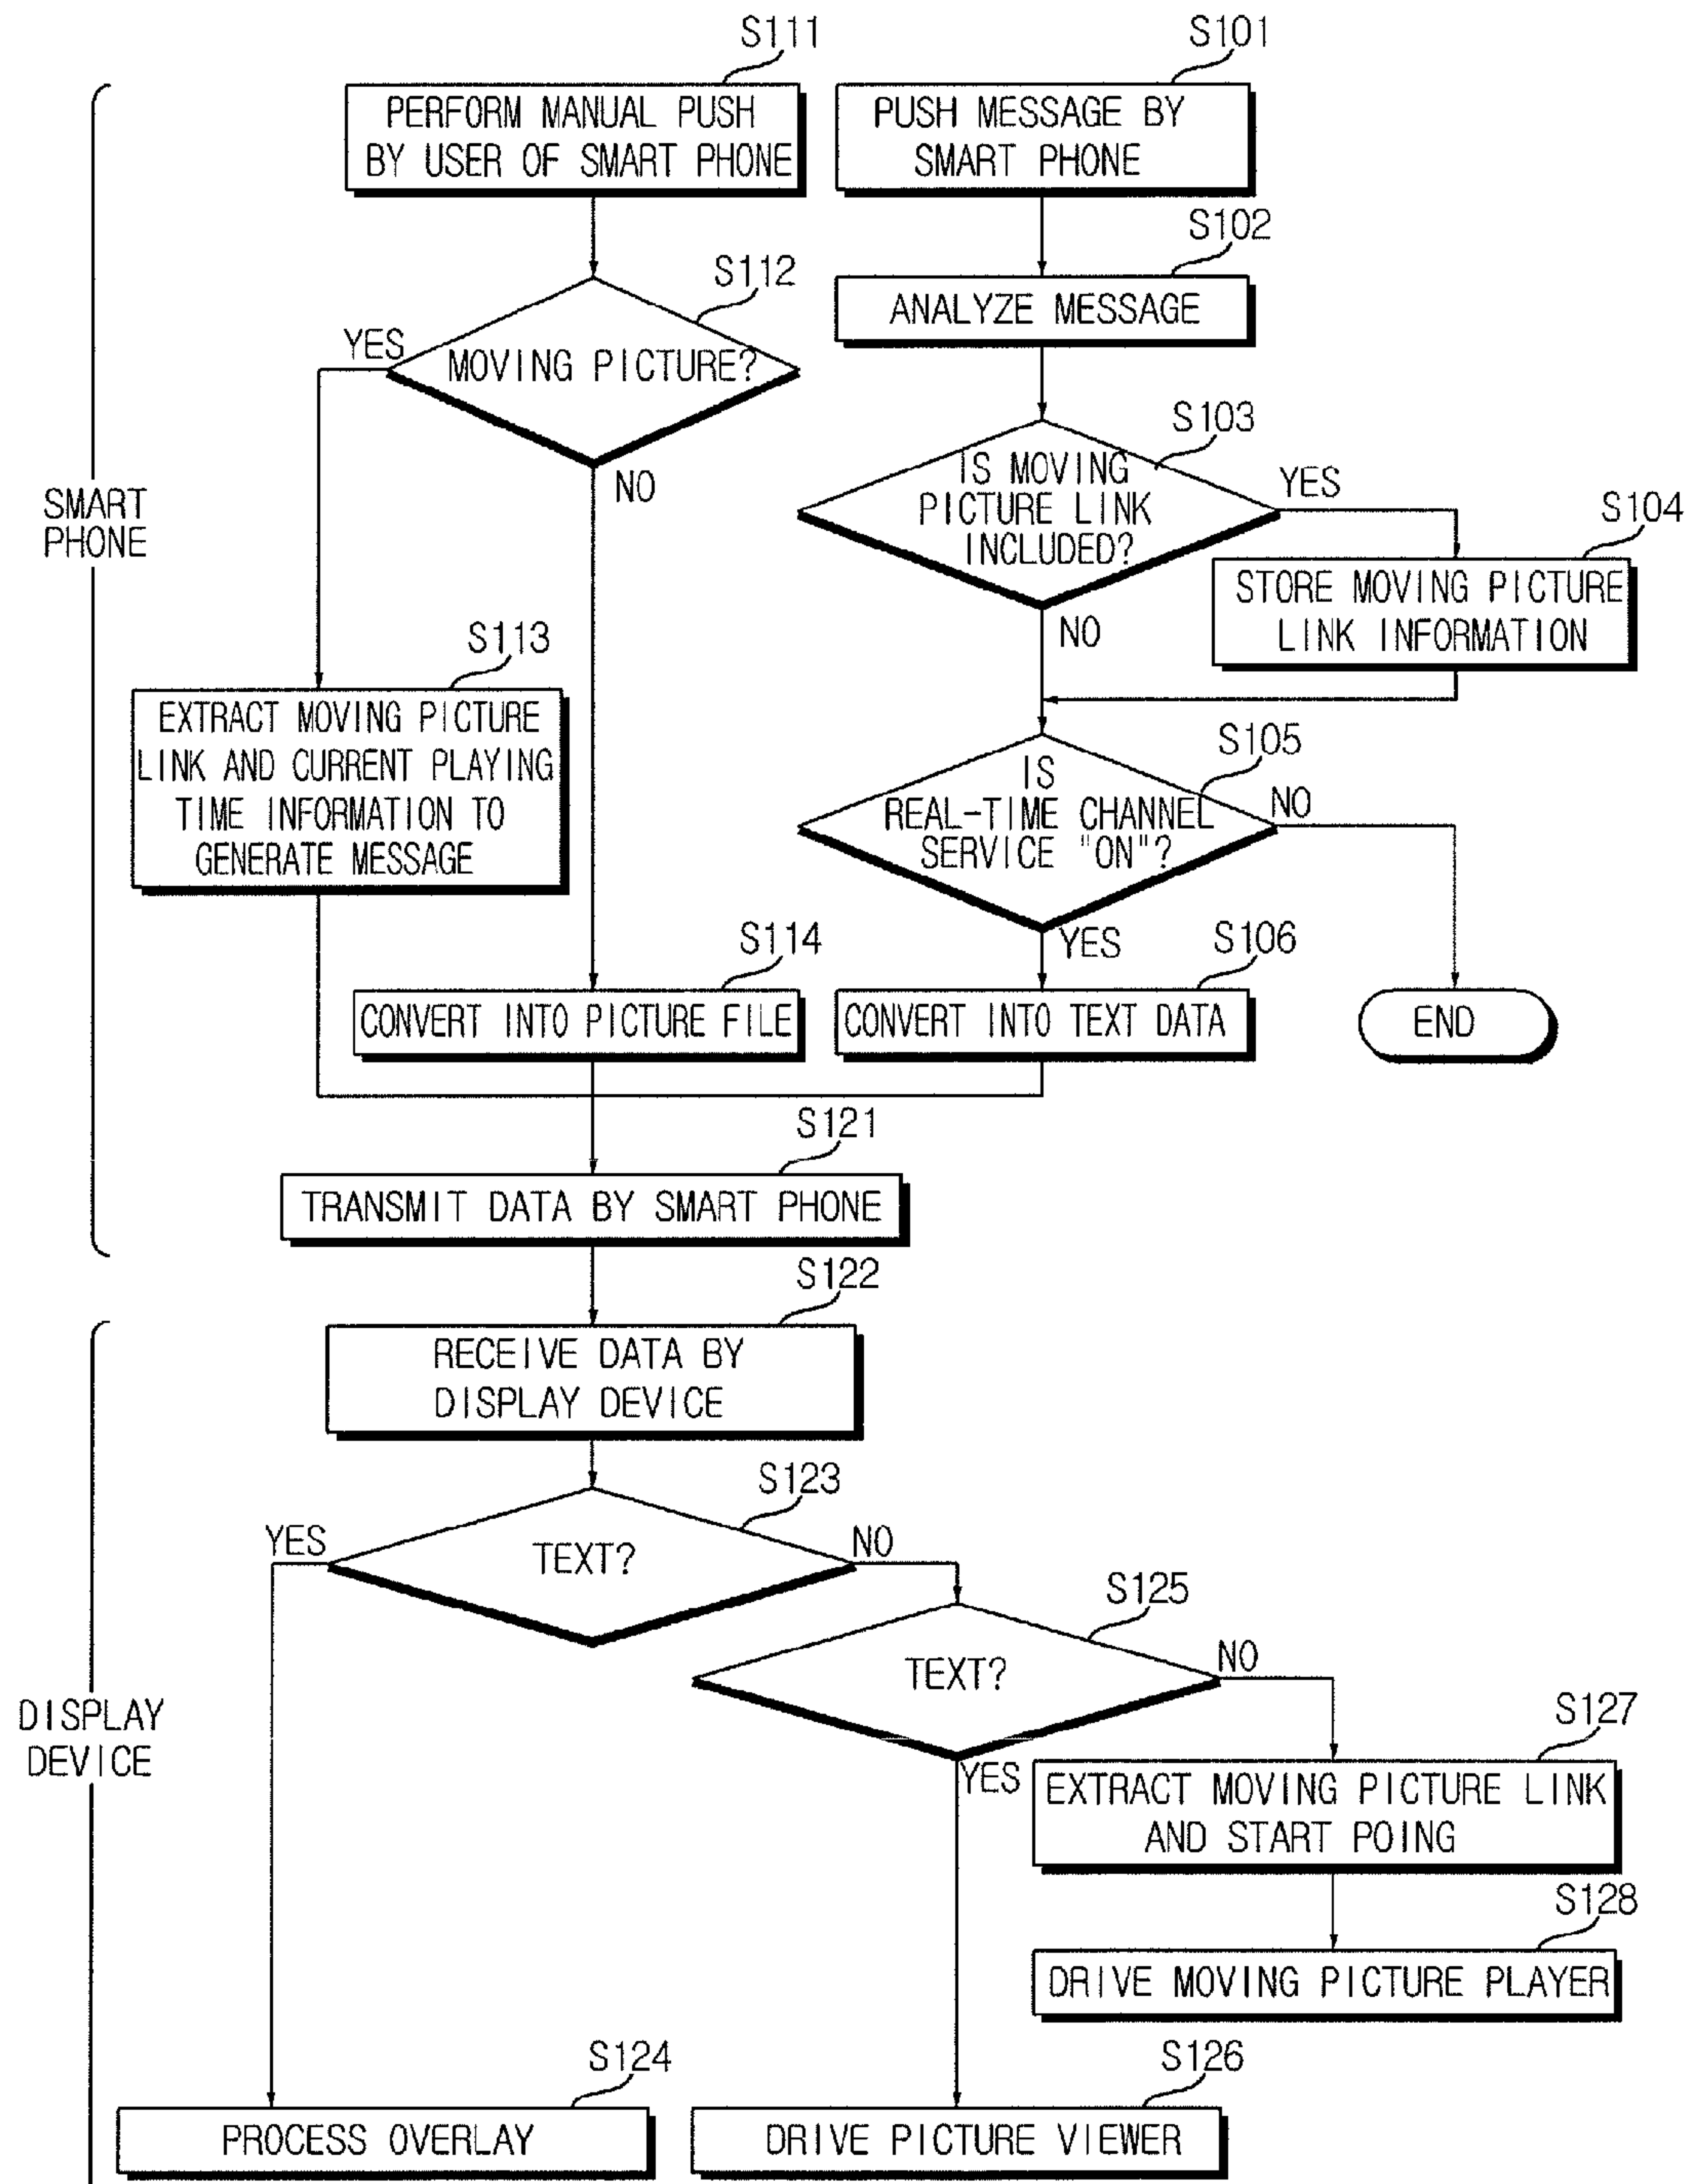 S111
PERFORM MANUAL PUSH
BY USER OF SMART PHONE
S101
PUSH MESSAGE BY
SMART PHONE
S102
ANALYZE MESSAGE
S112
MOVING PICTURE?
YES
NO
S103
IS MOVING
PICTURE LINK
INCLUDED?
YES
NO
S104
STORE MOVING PICTURE
LINK INFORMATION
SMART
PHONE
S113
EXTRACT MOVING PICTURE
LINK AND CURRENT PLAYING
TIME INFORMATION TO
GENERATE MESSAGE
S105
IS
REAL-TIME CHANNEL
SERVICE "ON"?
NO
YES
S114
CONVERT INTO PICTURE FILE
S106
CONVERT INTO TEXT DATA
END
S121
TRANSMIT DATA BY SMART PHONE
S122
RECEIVE DATA BY
DISPLAY DEVICE
S123
TEXT?
YES
NO
S125
TEXT?
NO
YES
DISPLAY
DEVICE
S127
EXTRACT MOVING PICTURE LINK
AND START POING
S128
DRIVE MOVING PICTURE PLAYER
S124
PROCESS OVERLAY
S126
DRIVE PICTURE VIEWER